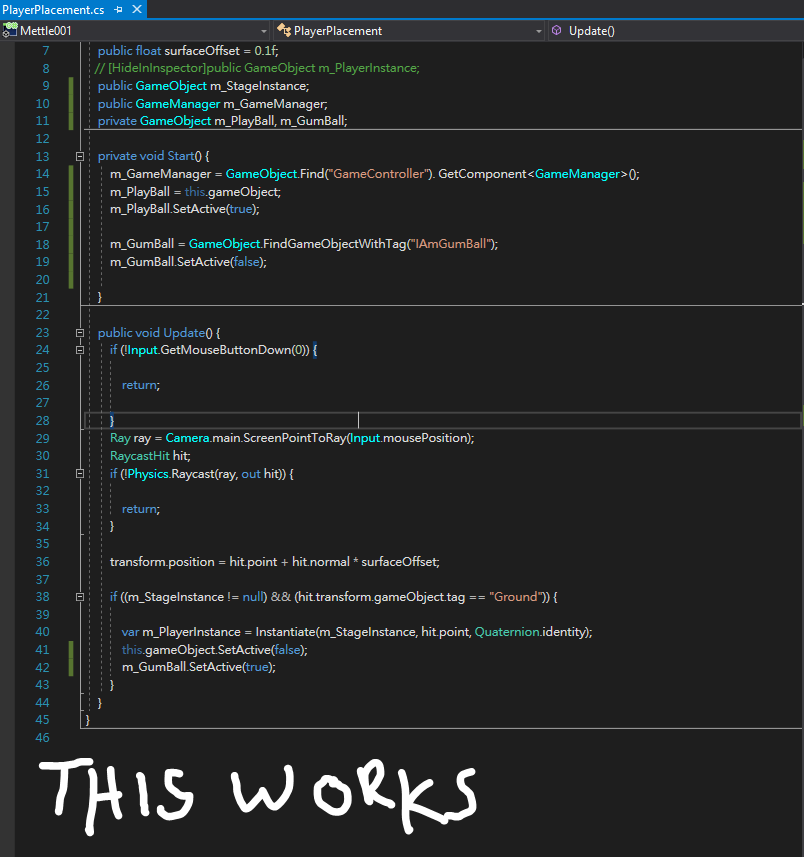 PlayerPlacement.cs
Mettle001 PlayerPlacement Update()
7 public float surfaceOffset = 0.1f;
8 // [HideInInspector]public GameObject m_PlayerInstance;
9 public GameObject m_StageInstance;
10 public GameManager m_GameManager;
11 private GameObject m_PlayBall, m_GumBall;
12
13 private void Start() {
14 m_GameManager = GameObject.Find("GameController"). GetComponent<GameManager>();
15 m_PlayBall = this.gameObject;
16 m_PlayBall.SetActive(true);
17
18 m_GumBall = GameObject.FindGameObjectWithTag("IAmGumBall");
19 m_GumBall.SetActive(false);
20
21 }
22
23 public void Update() {
24 if (!Input.GetMouseButtonDown(0)) {
25
26 return;
27
28 }
29 Ray ray = Camera.main.ScreenPointToRay(Input.mousePosition);
30 RaycastHit hit;
31 if (!Physics.Raycast(ray, out hit)) {
32
33 return;
34 }
35
36 transform.position = hit.point + hit.normal * surfaceOffset;
37
38 if ((m_StageInstance != null) && (hit.transform.gameObject.tag == "Ground")) {
39
40 var m_PlayerInstance = Instantiate(m_StageInstance, hit.point, Quaternion.identity);
41 this.gameObject.SetActive(false);
42 m_GumBall.SetActive(true);
43 }
44 }
45 }
46
THIS WORKS